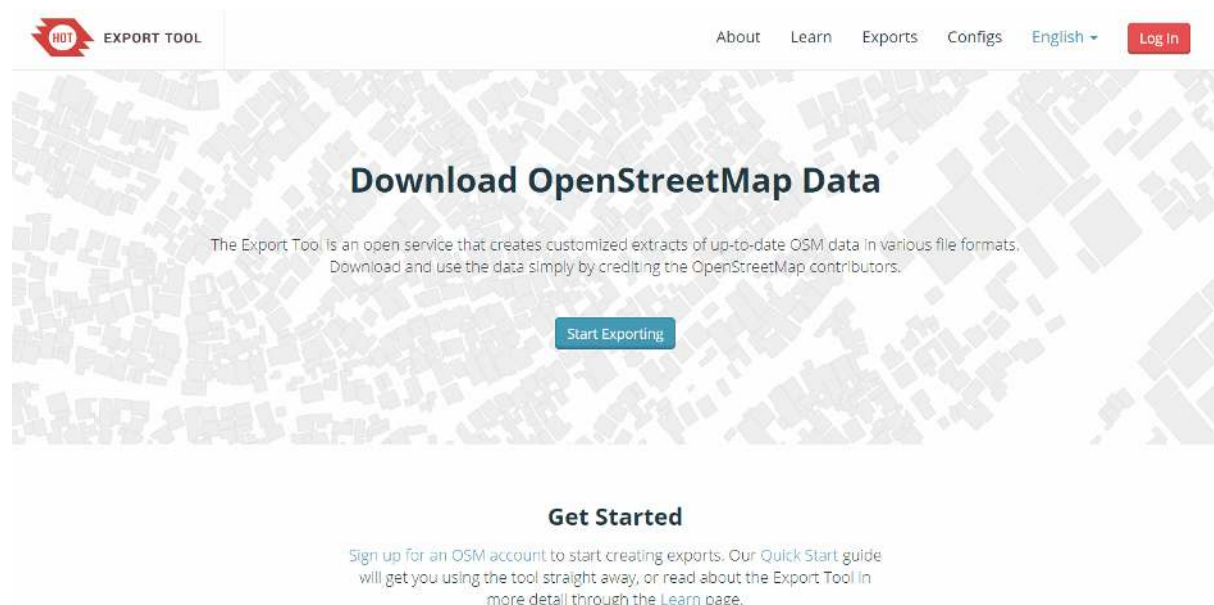 HOT EXPORT TOOL About Learn Exports Configs English Log In
Download OpenStreetMap Data
The Export Tool is an open service that creates customized extracts of up-to-date OSM data in various file formats.
Download and use the data simply by crediting the OpenStreetMap contributors.
Start Exporting
Get Started
Sign up for an OSM account to start creating exports. Our Quick Start guide
will get you using the tool straight away, or read about the Export Tool in
more detail through the Learn page.